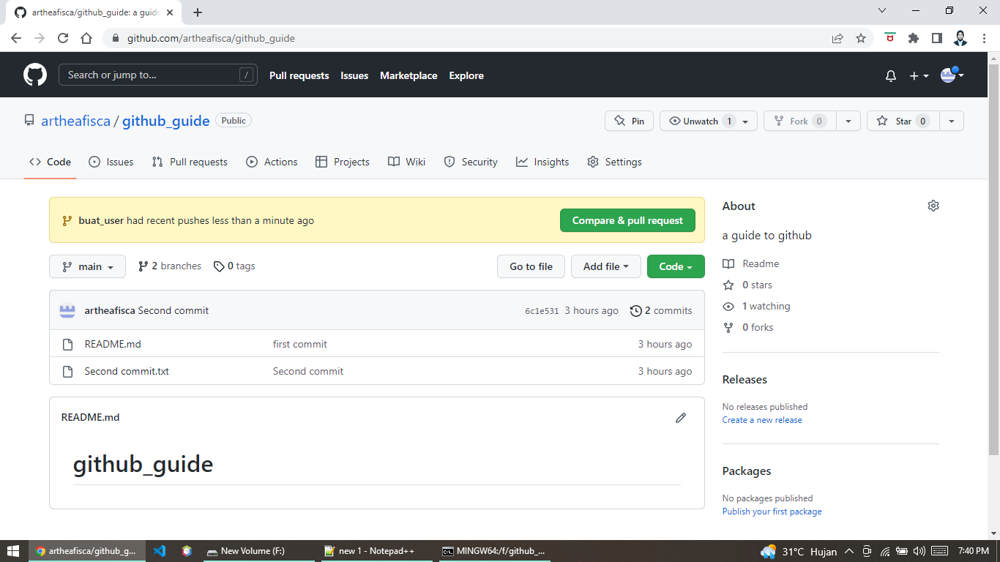 artheafisca/github_guide: a guide
github.com/artheafisca/github_guide
Search or jump to... /
Pull requests
Issues
Marketplace
Explore
artheafisca / github_guide Public
Pin
Unwatch 1
Fork 0
Star 0
Code
Issues
Pull requests
Actions
Projects
Wiki
Security
Insights
Settings
buat_user had recent pushes less than a minute ago
Compare & pull request
main
2 branches
0 tags
Go to file
Add file
Code
artheafisca Second commit
6c1e531 3 hours ago
2 commits
README.md first commit 3 hours ago
Second commit.txt Second commit 3 hours ago
README.md
github_guide
About
a guide to github
Readme
0 stars
1 watching
0 forks
Releases
No releases published
Create a new release
Packages
No packages published
Publish your first package
artheafisca/github_g...
New Volume (F:)
new 1 - Notepad++
MINGW64:/f/github_...
31°C Hujan
7:40 PM